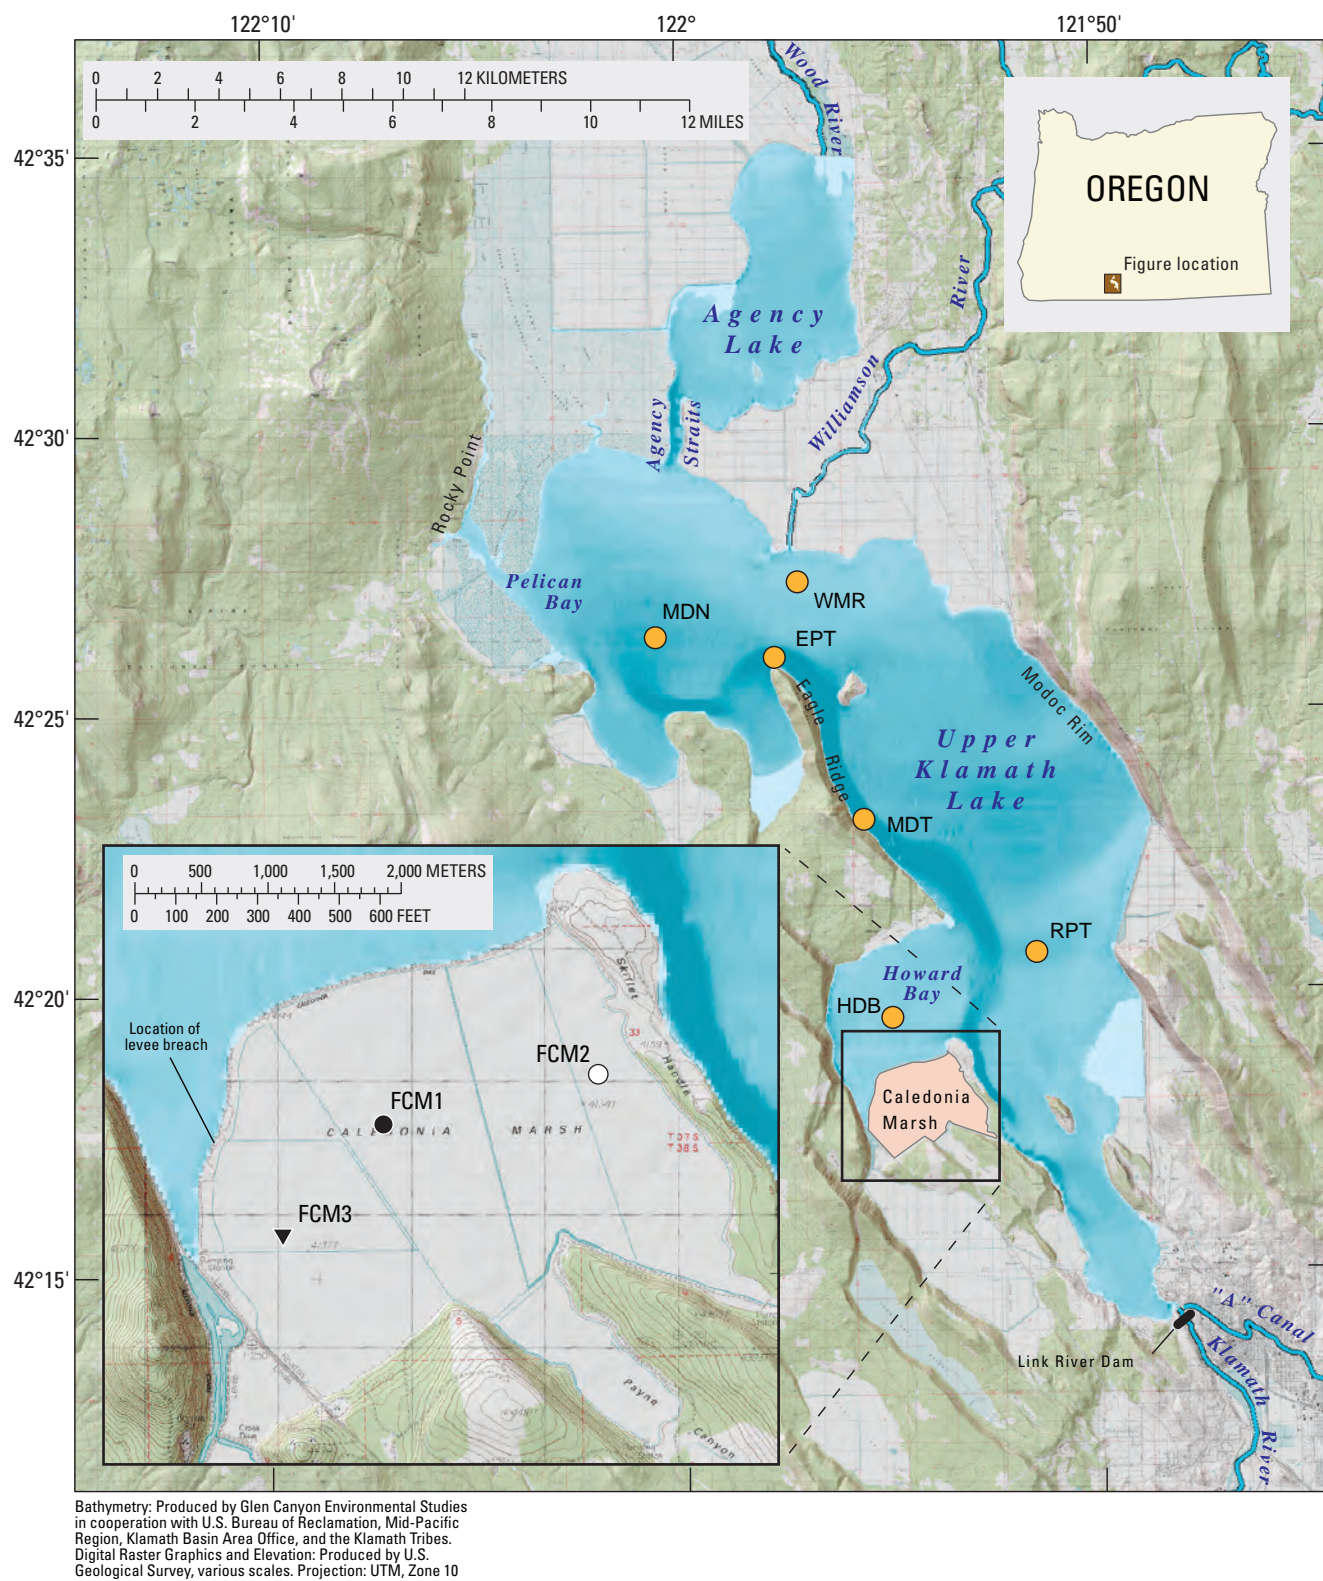 122°10'
122°
121°50'
0 2 4 6 8 10 12 KILOMETERS
0 2 4 6 8 10 12 MILES
42°35'
42°30'
42°25'
42°20'
42°15'
Wood
River
OREGON
Figure location
River
Williamson
Agency
Lake
Agency
Straits
Rocky Point
Pelican
Bay
MDN
WMR
EPT
Eagle
Ridge
Modoc Rim
Upper
Klamath
Lake
MDT
RPT
Howard
Bay
HDB
Caledonia
Marsh
"A" Canal
Klamath
River
Link River Dam
0 500 1,000 1,500 2,000 METERS
0 100 200 300 400 500 600 FEET
Location of
levee breach
Skillet
Handle
33
FCM2
FCM1
CALEDONIA MARSH
T37S
T38S
FCM3
Payne
Canyon
Bathymetry: Produced by Glen Canyon Environmental Studies
in cooperation with U.S. Bureau of Reclamation, Mid-Pacific
Region, Klamath Basin Area Office, and the Klamath Tribes.
Digital Raster Graphics and Elevation: Produced by U.S.
Geological Survey, various scales. Projection: UTM, Zone 10